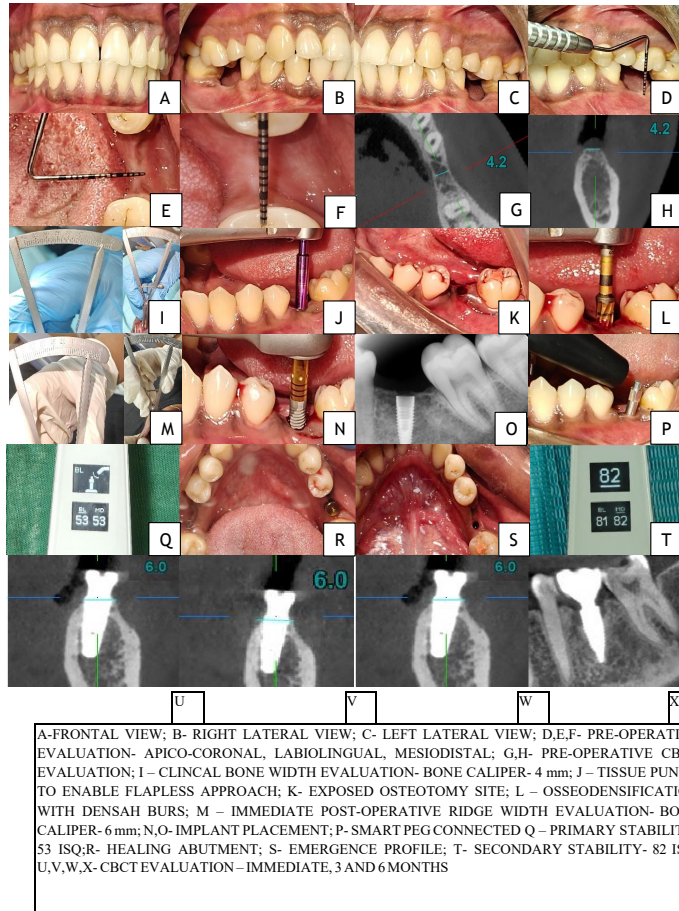 A
B
C
D
E
F
4.2
G
4.2
H
I
J
K
L
M
N
O
P
BL
BL MD
53 53
Q
R
S
82
BL MD
81 82
T
6.0
6.0
6.0
U
V
W
X
A-FRONTAL VIEW; B- RIGHT LATERAL VIEW; C- LEFT LATERAL VIEW; D,E,F- PRE-OPERATI
EVALUATION- APICO-CORONAL, LABIOLINGUAL, MESIODISTAL; G,H- PRE-OPERATIVE CB
EVALUATION; I – CLINCAL BONE WIDTH EVALUATION- BONE CALIPER- 4 mm; J – TISSUE PUN
TO ENABLE FLAPLESS APPROACH; K- EXPOSED OSTEOTOMY SITE; L – OSSEODENSIFICATIO
WITH DENSAH BURS; M – IMMEDIATE POST-OPERATIVE RIDGE WIDTH EVALUATION- BO
CALIPER- 6 mm; N,O- IMPLANT PLACEMENT; P- SMART PEG CONNECTED Q – PRIMARY STABILIT
53 ISQ;R- HEALING ABUTMENT; S- EMERGENCE PROFILE; T- SECONDARY STABILITY- 82 IS
U,V,W,X- CBCT EVALUATION – IMMEDIATE, 3 AND 6 MONTHS